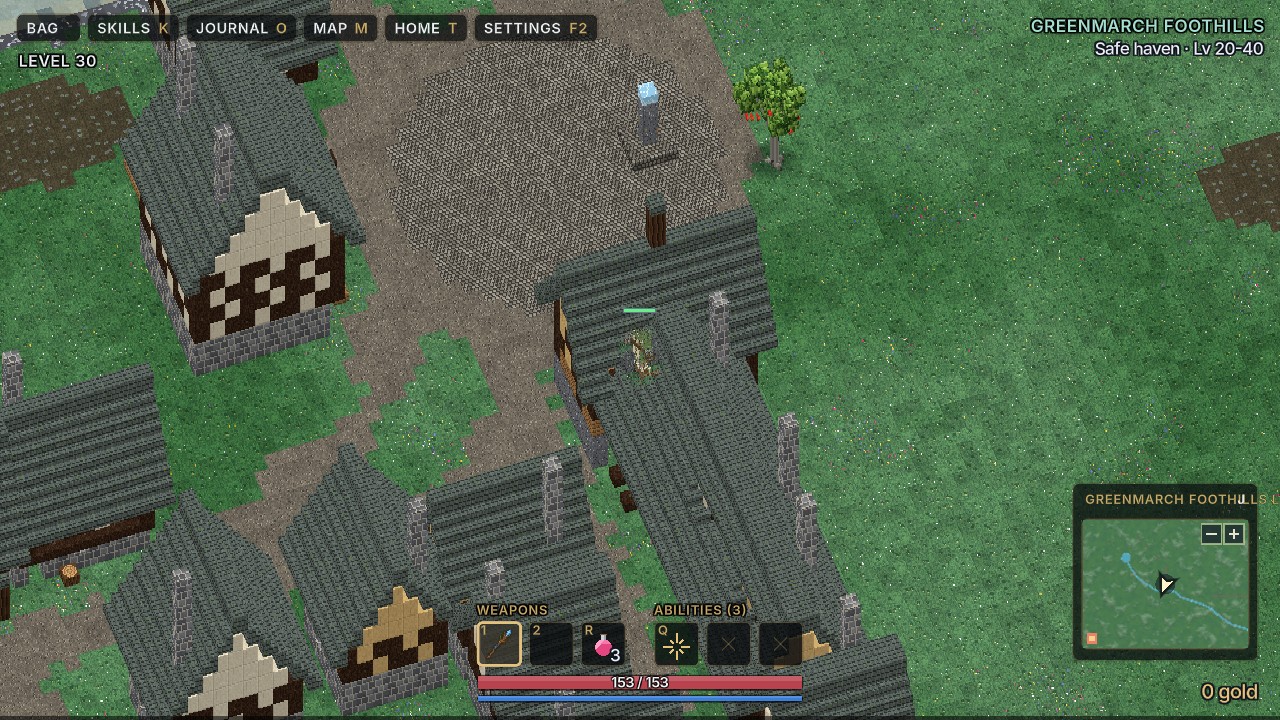 BAG
SKILLS K
JOURNAL O
MAP M
HOME T
SETTINGS F2
LEVEL 30
GREENMARCH FOOTHILLS
Safe haven · Lv 20-40
GREENMARCH FOOTHILLS
WEAPONS
ABILITIES (3)
1
2
R
3
Q
153 / 153
0 gold